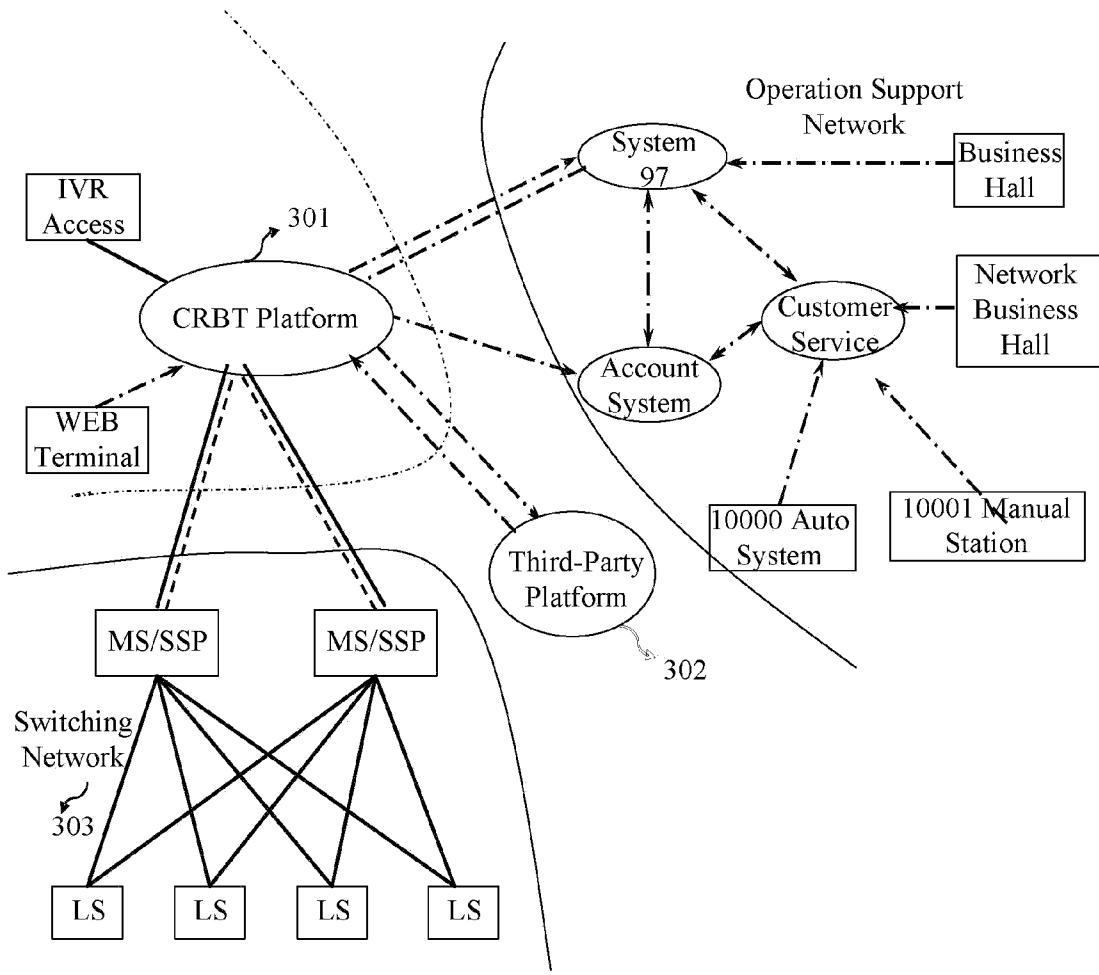 Operation Support
Network
System
97
Business
Hall
IVR
Access
301
CRBT Platform
Customer
Service
Network
Business
Hall
Account
System
WEB
Terminal
10000 Auto
System
10001 Manual
Station
Third-Party
Platform
302
MS/SSP
MS/SSP
Switching
Network
303
LS
LS
LS
LS